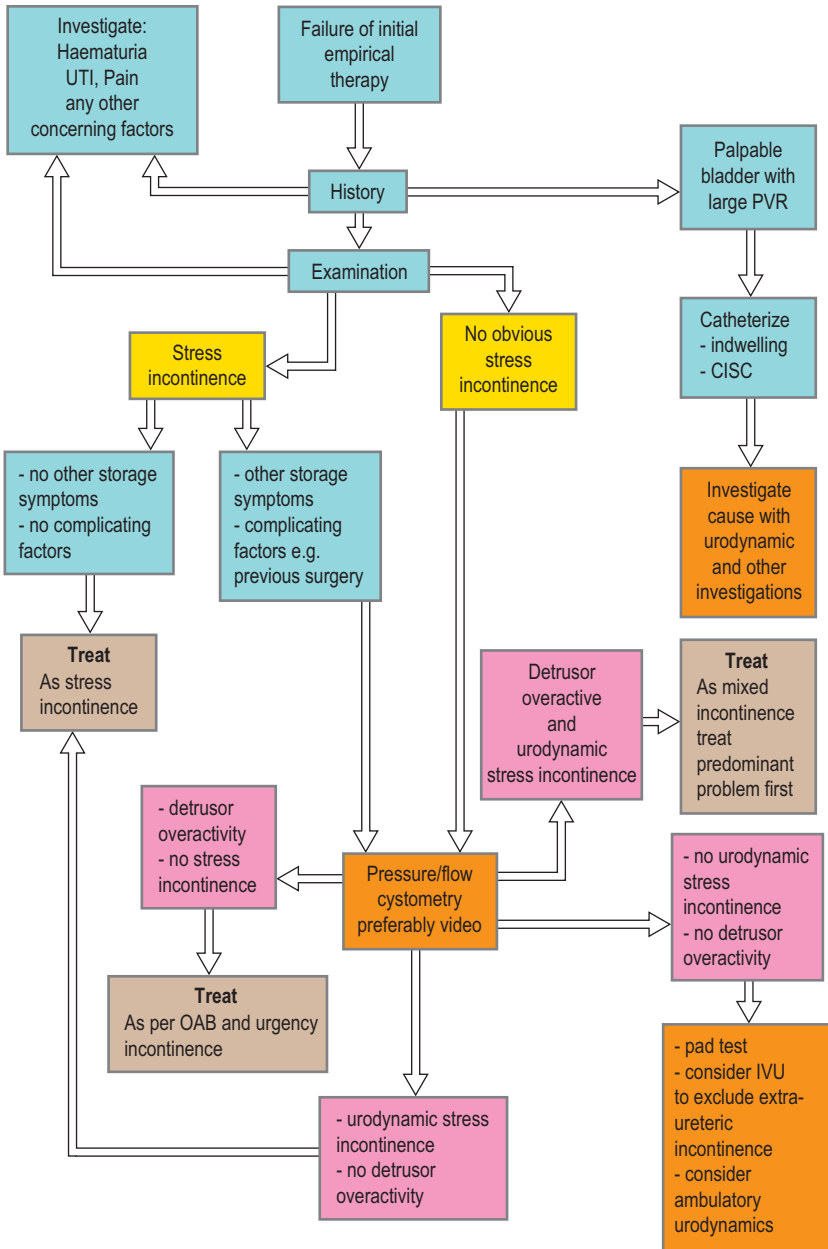 Investigate:
Haematuria
UTI, Pain
any other
concerning factors
Failure of initial
empirical
therapy
History
Palpable
bladder with
large PVR
Examination
Stress
incontinence
No obvious
stress
incontinence
Catheterize
- indwelling
- CISC
- no other storage
symptoms
- no complicating
factors
- other storage
symptoms
- complicating
factors e.g.
previous surgery
Investigate
cause with
urodynamic
and other
investigations
Treat
As stress
incontinence
Detrusor
overactive
and
urodynamic
stress incontinence
Treat
As mixed
incontinence
treat
predominant
problem first
- detrusor
overactivity
- no stress
incontinence
Pressure/flow
cystometry
preferably video
- no urodynamic
stress
incontinence
- no detrusor
overactivity
Treat
As per OAB and urgency
incontinence
- urodynamic stress
incontinence
- no detrusor
overactivity
- pad test
- consider IVU
to exclude extra-
ureteric
incontinence
- consider
ambulatory
urodynamics